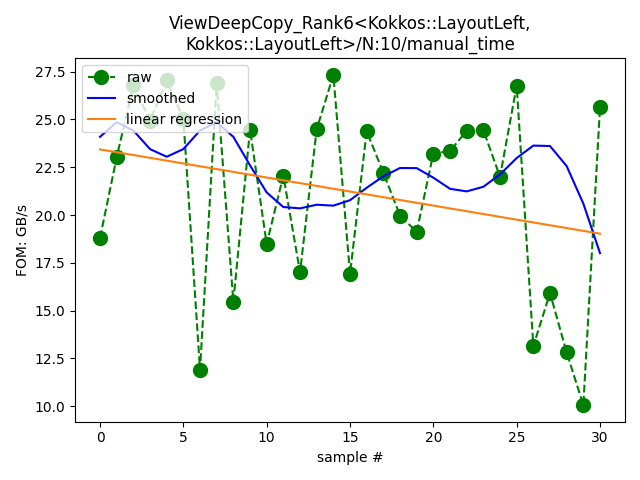 ViewDeepCopy_Rank6<Kokkos::LayoutLeft,
Kokkos::LayoutLeft>/N:10/manual_time
raw
smoothed
linear regression
FOM: GB/s
27.5
25.0
22.5
20.0
17.5
15.0
12.5
10.0
0 5 10 15 20 25 30
sample #